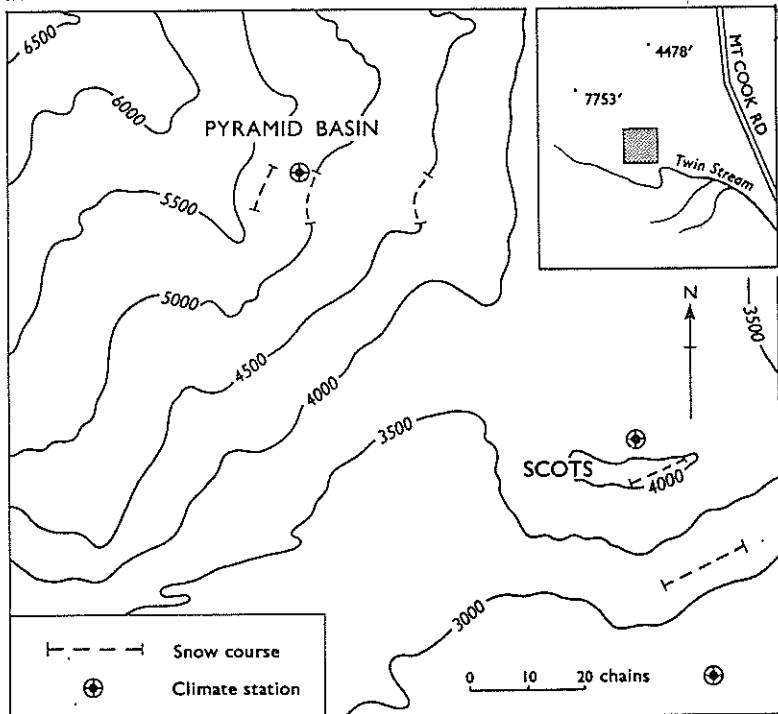 6500
6000
PYRAMID BASIN
5500
5000
4500
4000
3500
3000
SCOTS
4000
3500
N
4478'
7753'
MT COOK RD
Twin Stream
Snow course
Climate station
0 10 20 chains